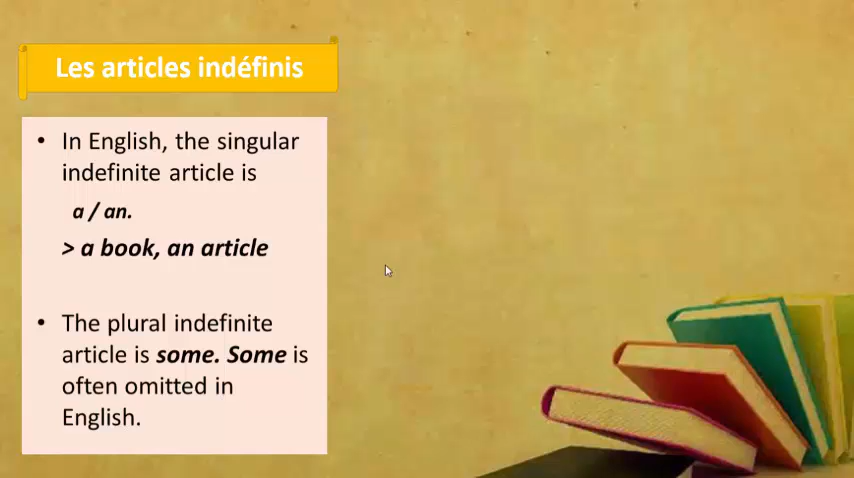 Les articles indéfinis
• In English, the singular
indefinite article is
a / an.
> a book, an article
• The plural indefinite
article is some. Some is
often omitted in
English.